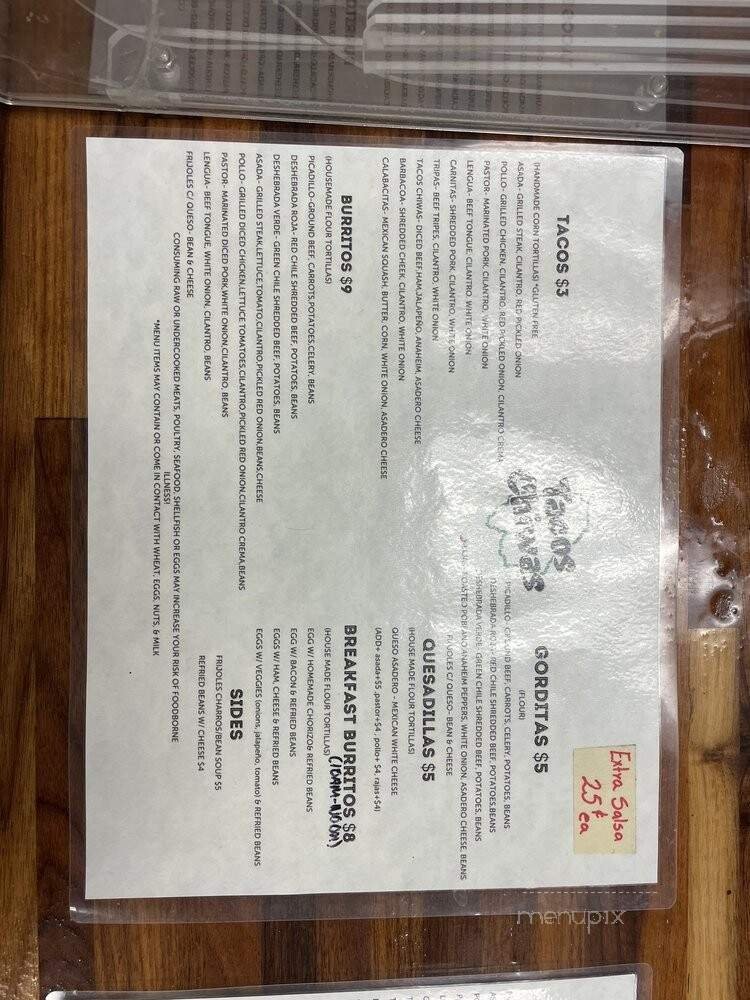 Tacos
Chiwas
TACOS $3
(HANDMADE CORN TORTILLAS) *GLUTEN FREE
ASADA- GRILLED STEAK, CILANTRO, RED PICKLED ONION
POLLO- GRILLED CHICKEN, CILANTRO, RED PICKLED ONION, CILANTRO CREMA
PASTOR- MARINATED PORK, CILANTRO, WHITE ONION
LENGUA- BEEF TONGUE, CILANTRO, WHITE ONION
CARNITAS- SHREDDED PORK, CILANTRO, WHITE ONION
TRIPAS- BEEF TRIPES, CILANTRO, WHITE ONION
TACOS CHIWAS- DICED BEEF,HAM,JALAPEÑO, ANAHEIM, ASADERO CHEESE
BARBACOA- SHREDDED CHEEK, CILANTRO, WHITE ONION
CALABACITAS- MEXICAN SQUASH, BUTTER, CORN, WHITE ONION, ASADERO CHEESE
BURRITOS $9
(HOUSEMADE FLOUR TORTILLAS)
PICADILLO-GROUND BEEF, CARROTS,POTATOES,CELERY, BEANS
DESHEBRADA ROJA- RED CHILE SHREDDED BEEF, POTATOES, BEANS
DESHEBRADA VERDE - GREEN CHILE SHREDDED BEEF, POTATOES, BEANS
ASADA - GRILLED STEAK,LETTUCE,TOMATO,CILANTRO,PICKLED RED ONION,BEANS,CHEESE
POLLO - GRILLED DICED CHICKEN,LETTUCE TOMATOES,CILANTRO,PICKLED RED ONION,CILANTRO CREMA,BEANS
PASTOR- MARINATED DICED PORK,WHITE ONION,CILANTRO, BEANS
LENGUA- BEEF TONGUE, WHITE ONION, CILANTRO, BEANS
FRIJOLES C/ QUESO- BEAN & CHEESE
GORDITAS $5
(FLOUR)
PICADILLO- GROUND BEEF, CARROTS, CELERY, POTATOES, BEANS
DESHEBRADA ROJA- RED CHILE SHREDDED BEEF, POTATOES,BEANS
DESHEBRADA VERDE- GREEN CHILE SHREDDED BEEF, POTATOES, BEANS
ROASTED POBLANO ANAHEIM PEPPERS, WHITE ONION, ASADERO CHEESE, BEANS
FRIJOLES C/ QUESO- BEAN & CHEESE
QUESADILLAS $5
(HOUSE MADE FLOUR TORTILLAS)
QUESO ASADERO - MEXICAN WHITE CHEESE
(ADD+ asada+$5 ,pastor+$4 , pollo+ $4, rajas+$4)
BREAKFAST BURRITOS $8
(HOUSE MADE FLOUR TORTILLAS) (10AM-NOON)
EGG W/ HOMEMADE CHORIZO& REFRIED BEANS
EGG W/ BACON & REFRIED BEANS
EGGS W/ HAM, CHEESE & REFRIED BEANS
EGGS W/ VEGGIES (onions, jalapeño, tomato) & REFRIED BEANS
SIDES
FRIJOLES CHARROS/BEAN SOUP $5
REFRIED BEANS W/ CHEESE $4
CONSUMING RAW OR UNDERCOOKED MEATS, POULTRY, SEAFOOD, SHELLFISH OR EGGS MAY INCREASE YOUR RISK OF FOODBORNE
ILLNESS!
*MENU ITEMS MAY CONTAIN OR COME IN CONTACT WITH WHEAT, EGGS, NUTS, & MILK
Extra Salsa
25¢
ea
menupix